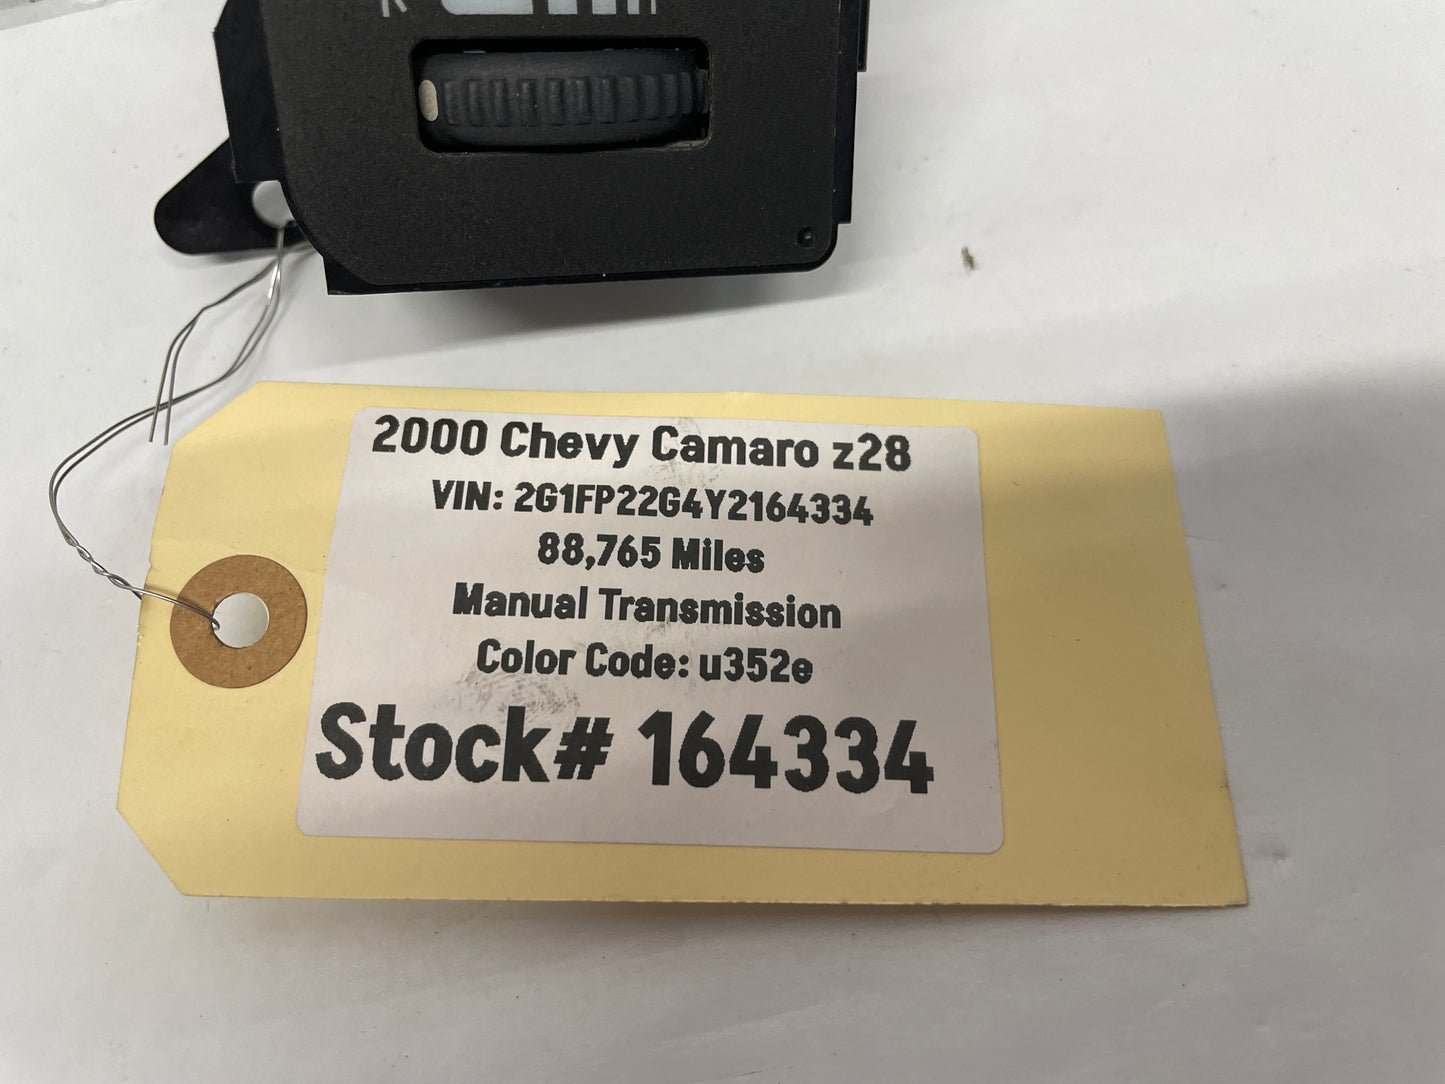 2000 Chevy Camaro z28
VIN: 2G1FP22G4Y2164334
88,765 Miles
Manual Transmission
Color Code: u352e
Stock# 164334